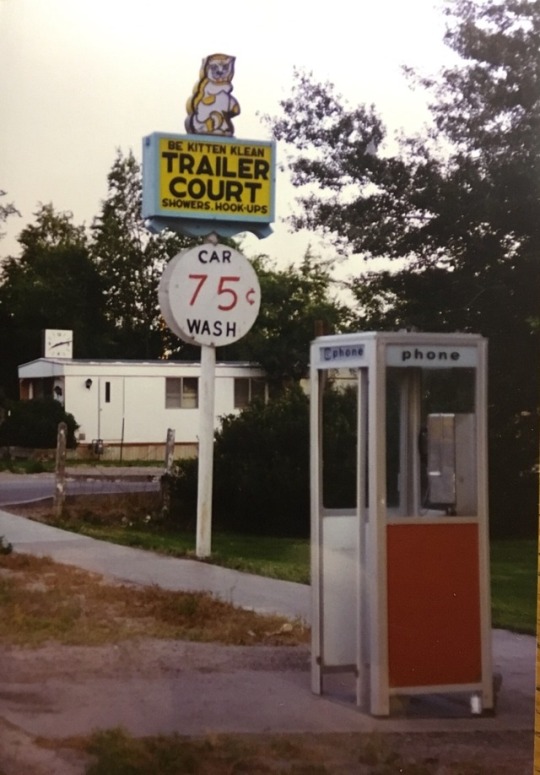 BE KITTEN KLEAN
TRAILER
COURT
SHOWERS, HOOK-UPS
CAR
75¢
WASH
phone
phone